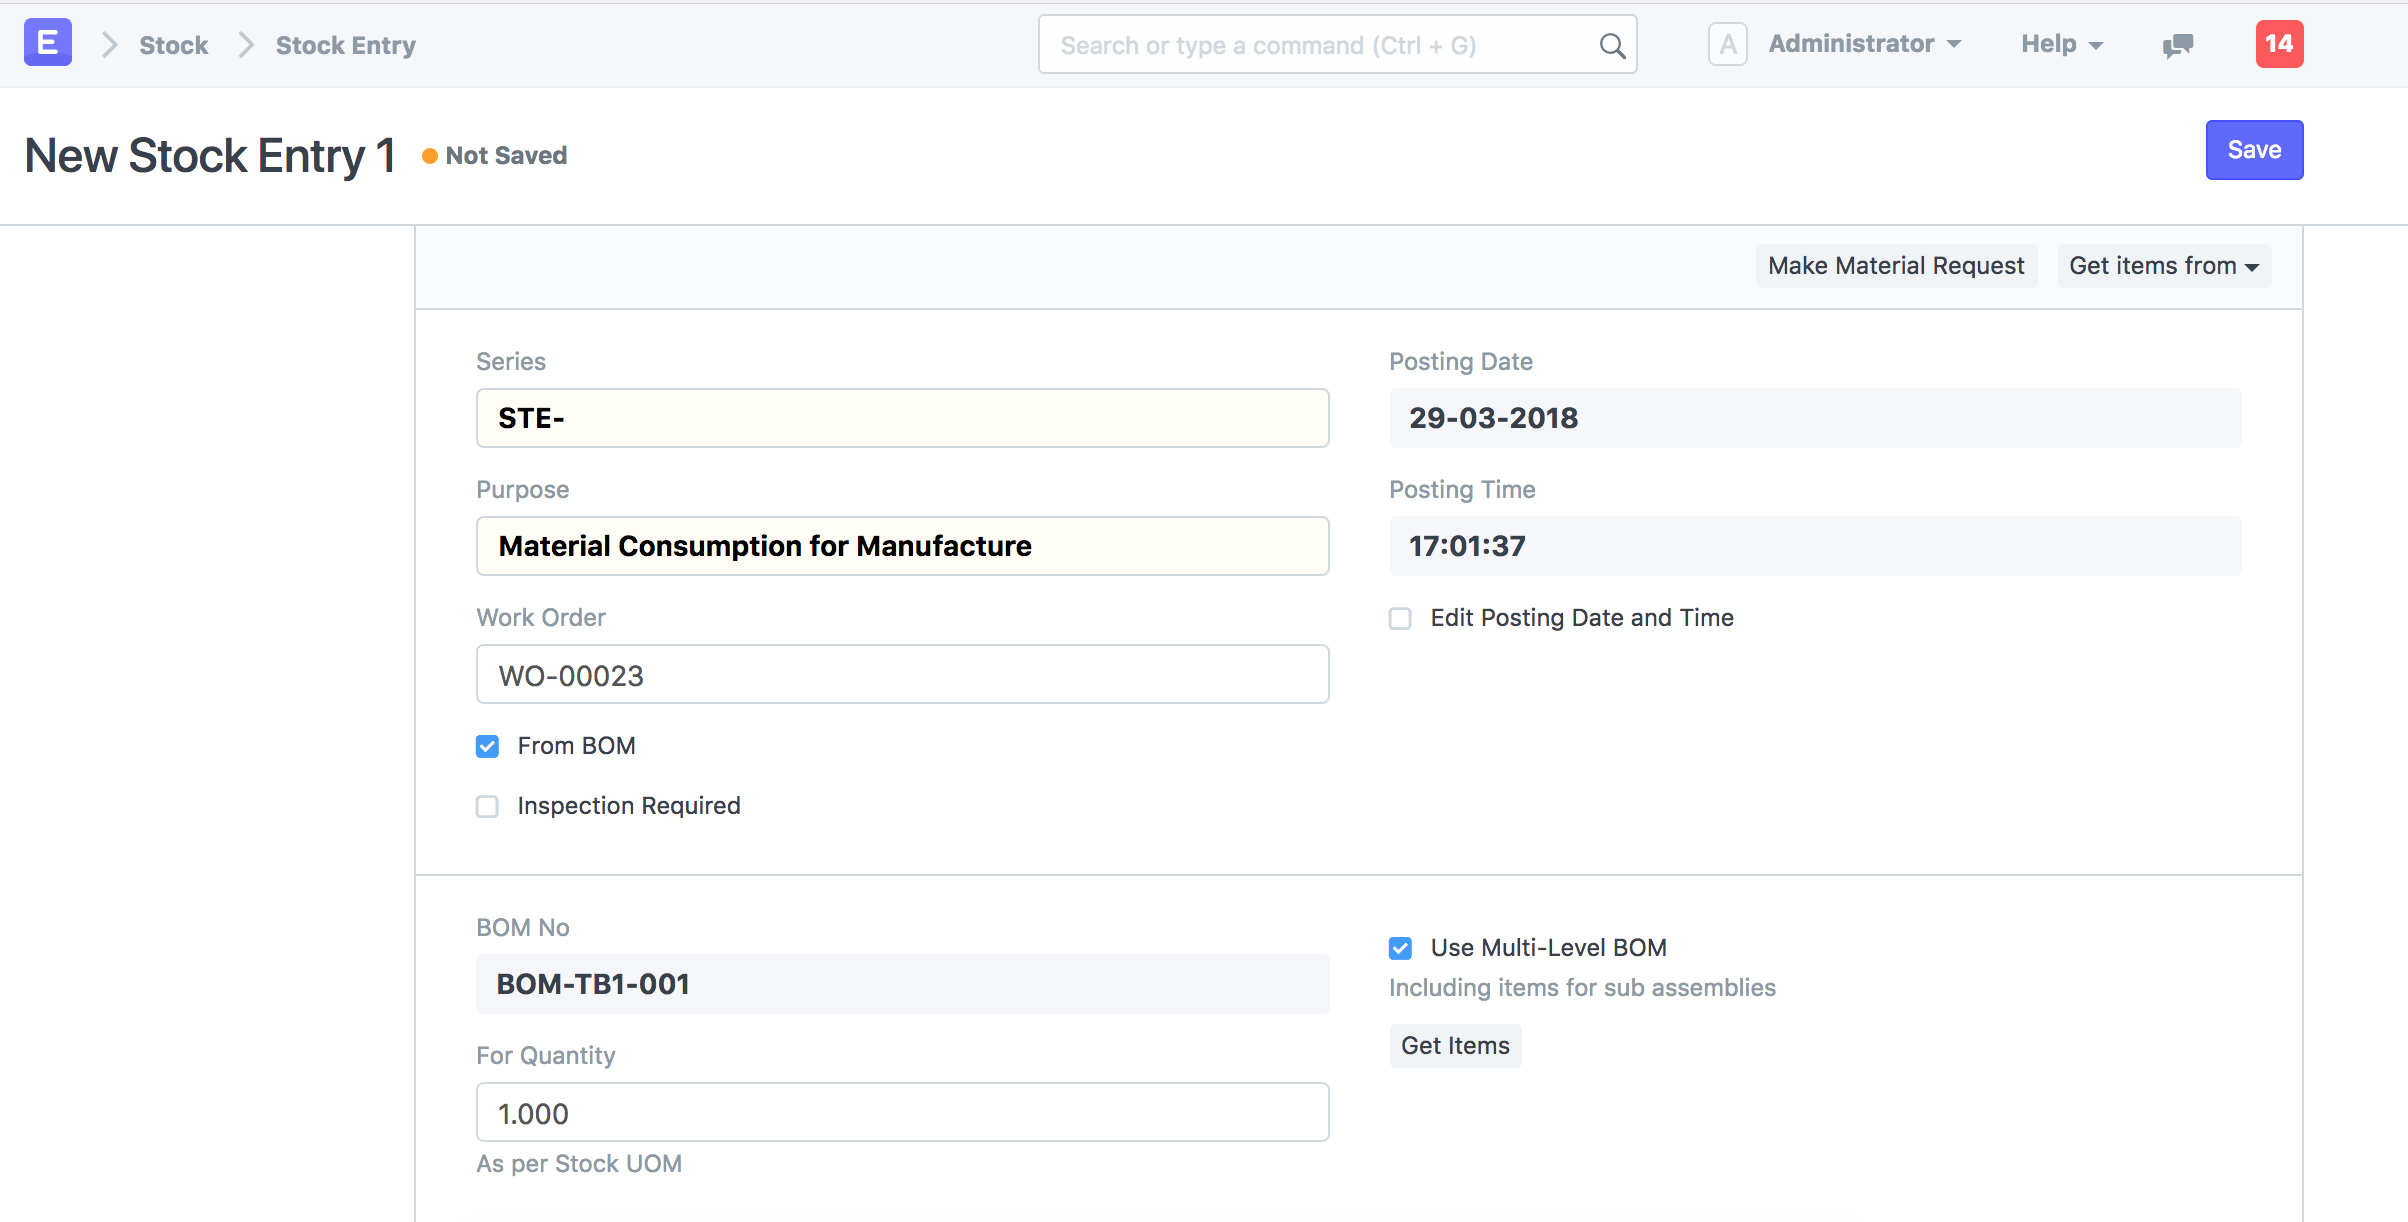 E Stock Stock Entry Search or type a command (Ctrl + G) A Administrator Help 14
New Stock Entry 1 Not Saved Save
Make Material Request Get items from
Series
STE-
Purpose
Material Consumption for Manufacture
Work Order
WO-00023
From BOM
Inspection Required
Posting Date
29-03-2018
Posting Time
17:01:37
Edit Posting Date and Time
BOM No
BOM-TB1-001
For Quantity
1.000
As per Stock UOM
Use Multi-Level BOM
Including items for sub assemblies
Get Items